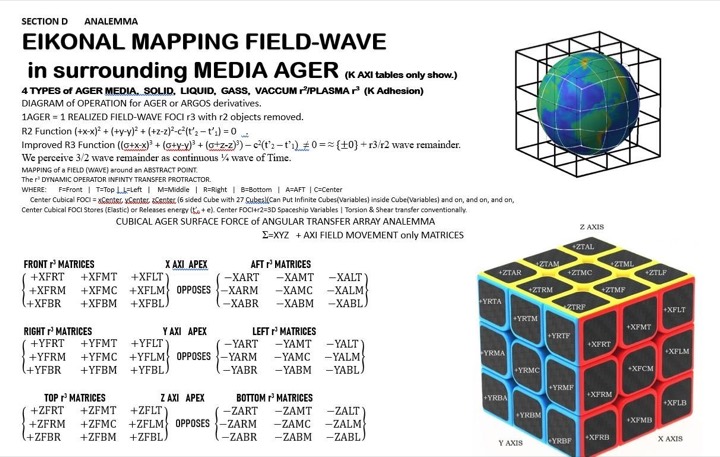 SECTION D ANALEMMA
EIKONAL MAPPING FIELD-WAVE
in surrounding MEDIA AGER (K AXI tables only show.)
4 TYPES of AGER MEDIA. SOLID, LIQUID, GASS, VACCUM r²/PLASMA r³ (K Adhesion)
DIAGRAM of OPERATION for AGER or ARGOS derivatives.
1AGER = 1 REALIZED FIELD-WAVE FOCI r3 with r2 objects removed.
R2 Function (+x-x)² + (+y-y)² + (+z-z)²-c²(t'₂ – t'₁) = 0
Improved R3 Function ((σ+x-x)³ + (σ+y-y)³ + (σ+z-z)³) – c²(t'₂ – t'₁) ≠ 0 = ≈ {±0} + r3/r2 wave remainder.
We perceive 3/2 wave remainder as continuous ¼ wave of Time.
MAPPING of a FIELD (WAVE) around an ABSTRACT POINT.
The r³ DYNAMIC OPERATOR INFINTY TRANSFER PROTRACTOR.
WHERE: F=Front | T=Top | L=Left | M=Middle | R=Right | B=Bottom | A=AFT | C=Center
Center Cubical FOCI = xCenter, yCenter, zCenter (6 sided Cube with 27 Cubes)(Can Put Infinite Cubes(Variables) inside Cube(Variables) and on, and on, and on,
Center Cubical FOCI Stores (Elastic) or Releases energy + e). Center FOCI+r2=3D Spaceship Variables | Torsion & Shear transfer conventionally.
CUBICAL AGER SURFACE FORCE of ANGULAR TRANSFER ARRAY ANALEMMA
Σ=XYZ + AXI FIELD MOVEMENT only MATRICES
FRONT r³ MATRICES X AXI APEX AFT r³ MATRICES
+XFRT +XFMT +XFLT -XART -XAMT -XALT
+XFRM +XFMC +XFLM OPPOSES -XARM -XAMC -XALM
+XFBR +XFBM +XFBL -XABR -XABM -XABL
RIGHT r³ MATRICES Y AXI APEX LEFT r³ MATRICES
+YFRT +YFMT +YFLT -YART -YAMT -YALT
+YFRM +YFMC +YFLM OPPOSES -YARM -YAMC -YALM
+YFBR +YFBM +YFBL -YABR -YABM -YABL
TOP r³ MATRICES Z AXI APEX BOTTOM r³ MATRICES
+ZFRT +ZFMT +ZFLT -ZART -ZAMT -ZALT
+ZFRM +ZFMC +ZFLM OPPOSES -ZARM -ZAMC -ZALM
+ZFBR +ZFBM +ZFBL -ZABR -ZABM -ZABL
Z AXIS
+ZTAL
+ZTAM +ZTML
+ZTAR +ZTMC +ZTLF
+ZTRM +ZTMF
+ZTRF
+YRTA +YRTM +YRTF
+YRMA +YRMC +YRMF
+YRBA +YRBM +YRBF
+XFRT +XFMT +XFLT
+XFRM +XFCM +XFLM
+XFRB +XFMB +XFLB
Y AXIS
X AXIS